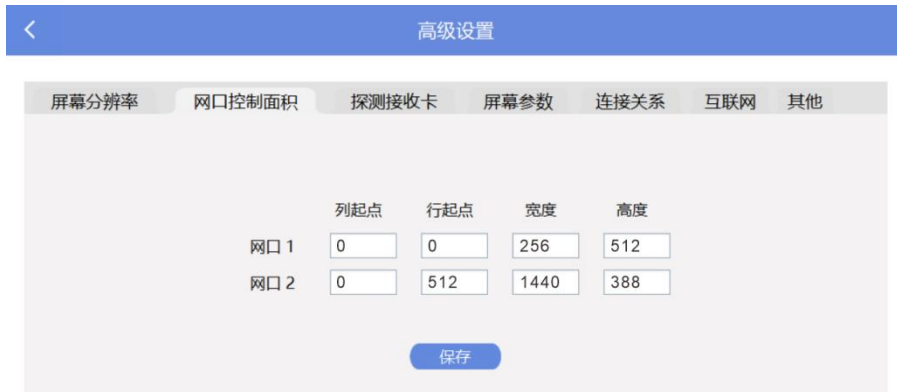 高级设置
屏幕分辨率 网口控制面积 探测接收卡 屏幕参数 连接关系 互联网 其他
列起点 行起点 宽度 高度
网口 1 0 0 256 512
网口 2 0 512 1440 388
保存